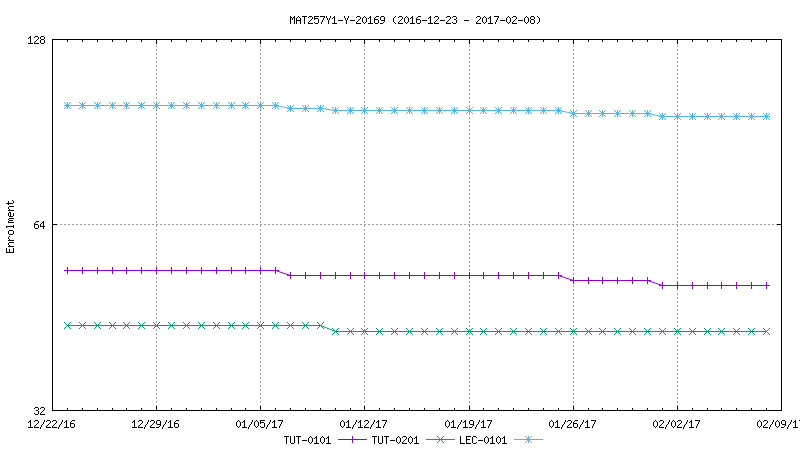 MAT257Y1-Y-20169 (2016-12-23 - 2017-02-08)
128
Enrolment
64
32
12/22/16 12/29/16 01/05/17 01/12/17 01/19/17 01/26/17 02/02/17 02/09/1
TUT-0101 TUT-0201 LEC-0101